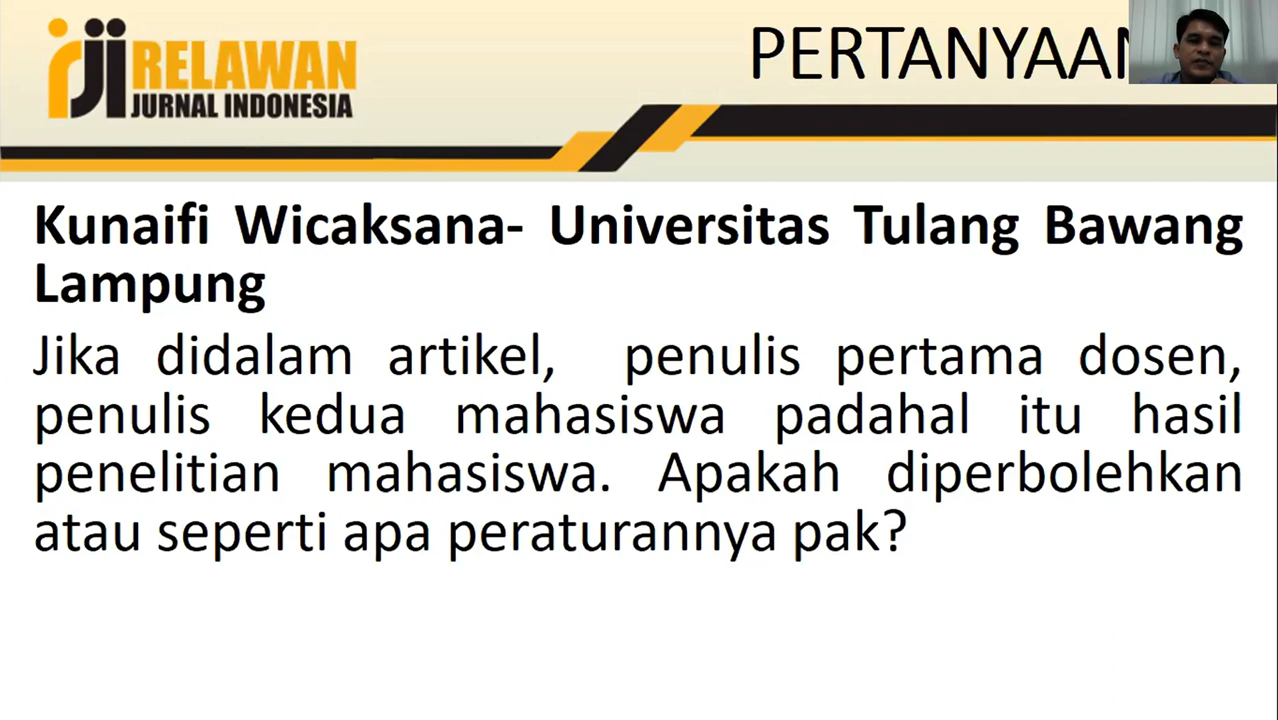 RELAWAN
JURNAL INDONESIA
PERTANYAAN
Kunaifi Wicaksana- Universitas Tulang Bawang
Lampung
Jika didalam artikel, penulis pertama dosen,
penulis kedua mahasiswa padahal itu hasil
penelitian mahasiswa. Apakah diperbolehkan
atau seperti apa peraturannya pak?